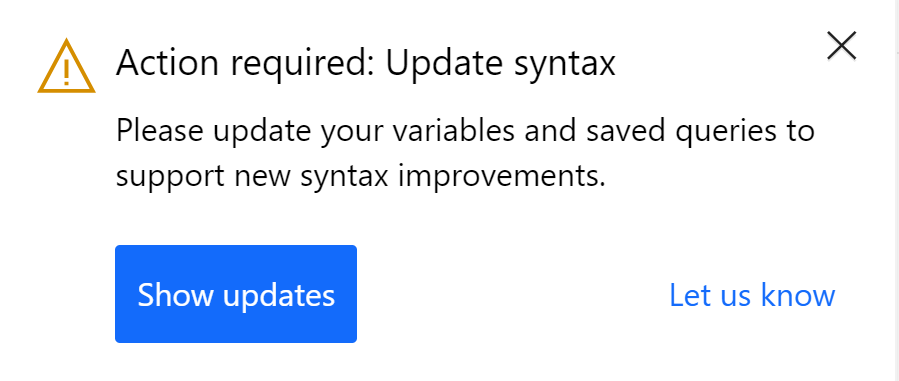 Action required: Update syntax
Please update your variables and saved queries to
support new syntax improvements.
Show updates
Let us know